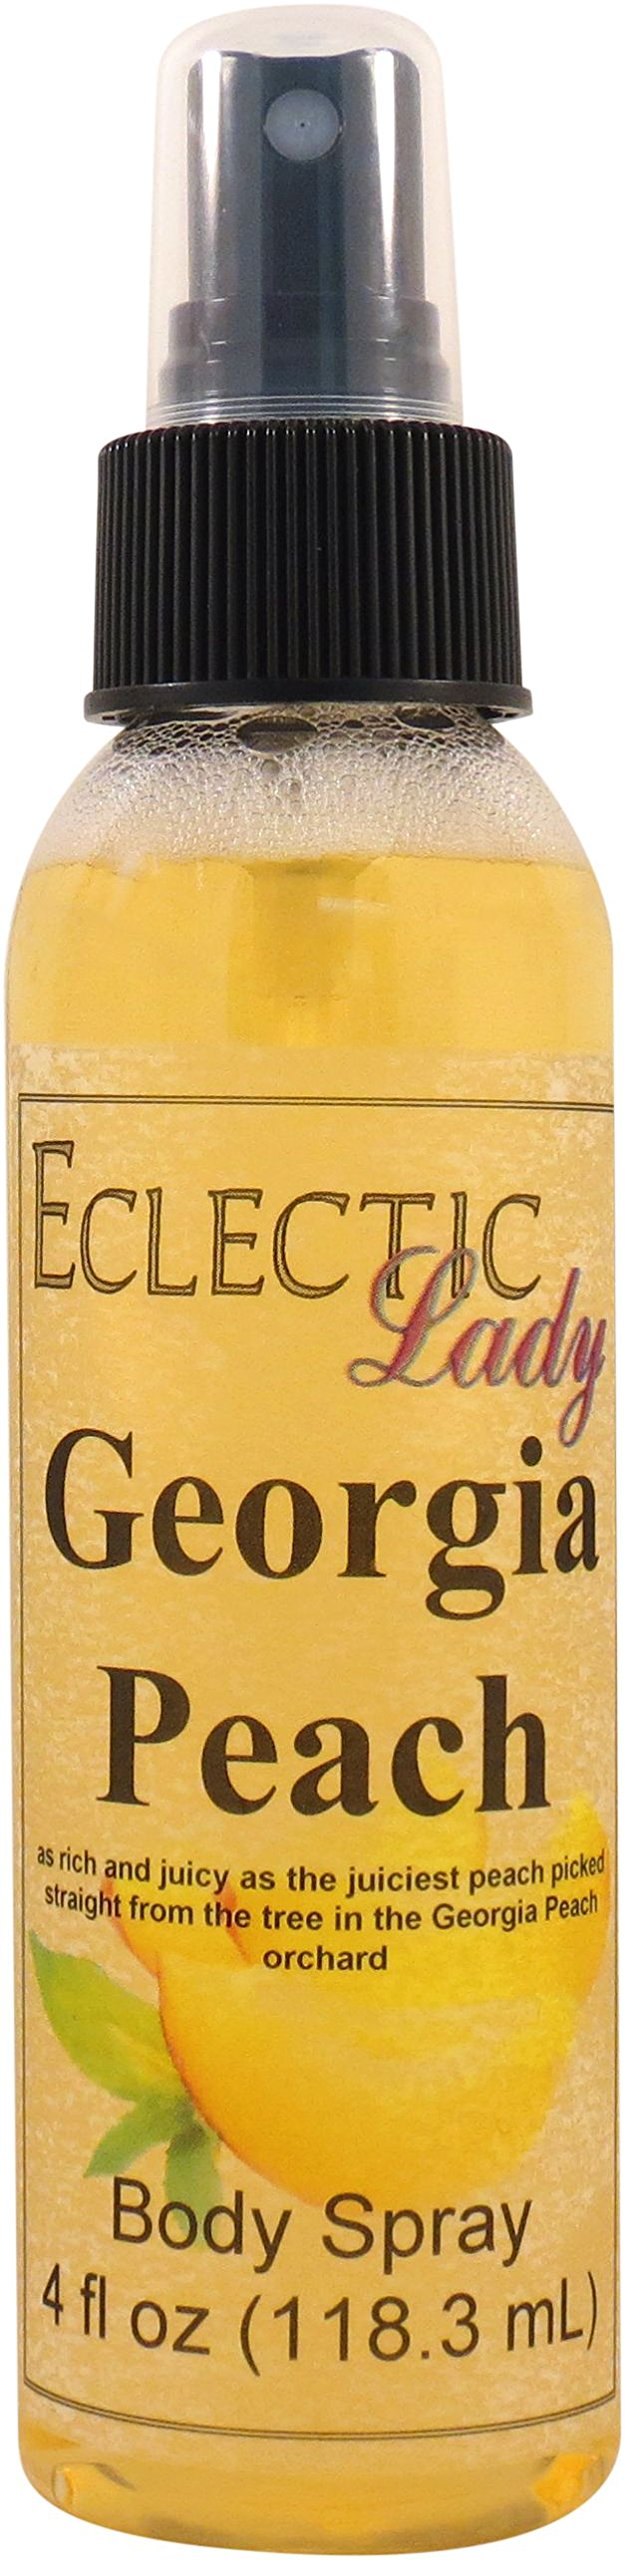 Eclectic
Lady
Georgia
Peach
as rich and juicy as the juiciest peach picked
straight from the tree in the Georgia Peach
orchard
Body Spray
4 fl oz (118.3 mL)